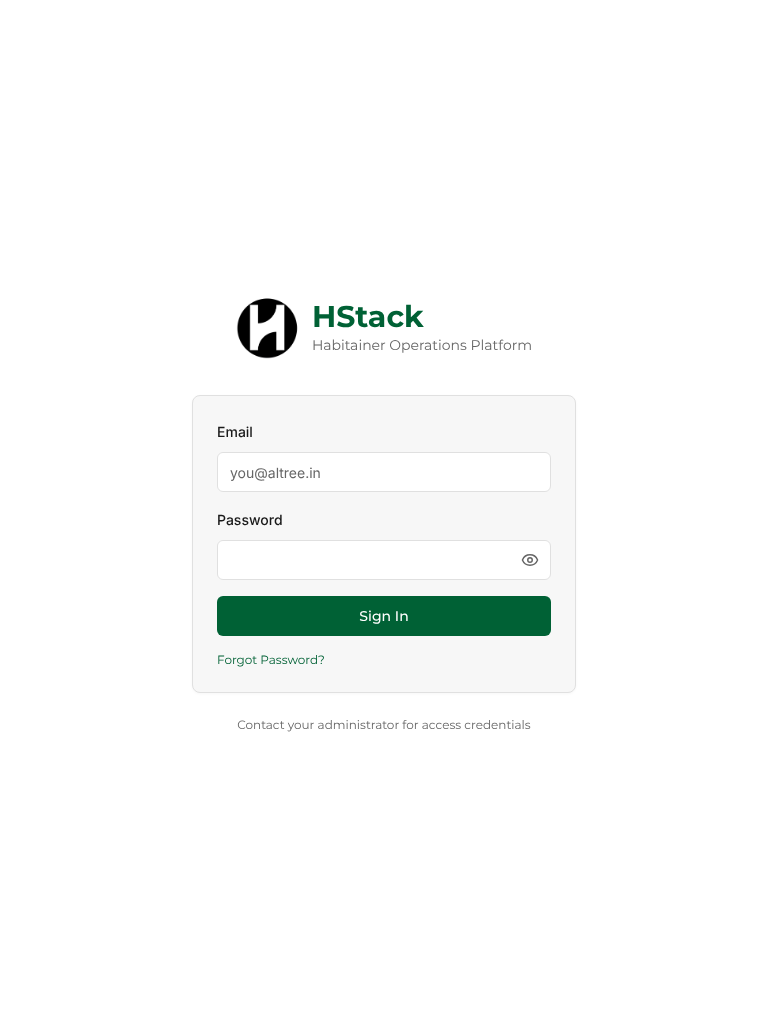 HStack
Habitainer Operations Platform
Email
you@altree.in
Password
Sign In
Forgot Password?
Contact your administrator for access credentials